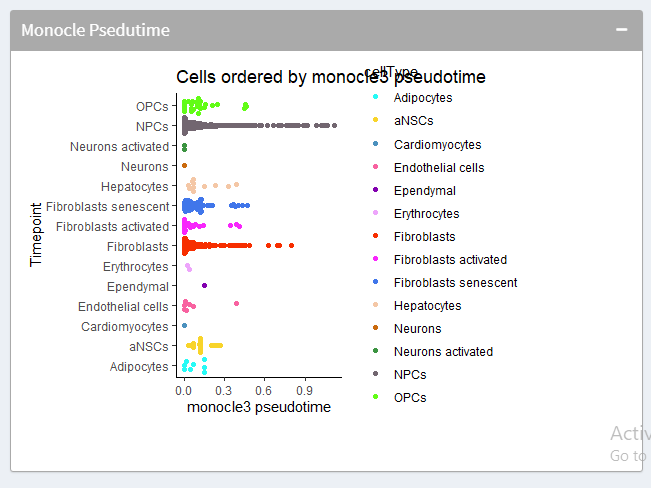 Monocle Psedutime
Cells ordered by monocle3 pseudotime
cellType
Timepoint
OPCs
NPCs
Neurons activated
Neurons
Hepatocytes
Fibroblasts senescent
Fibroblasts activated
Fibroblasts
Erythrocytes
Ependymal
Endothelial cells
Cardiomyocytes
aNSCs
Adipocytes
0.0 0.3 0.6 0.9
monocle3 pseudotime
Adipocytes
aNSCs
Cardiomyocytes
Endothelial cells
Ependymal
Erythrocytes
Fibroblasts
Fibroblasts activated
Fibroblasts senescent
Hepatocytes
Neurons
Neurons activated
NPCs
OPCs
Activ
Go to